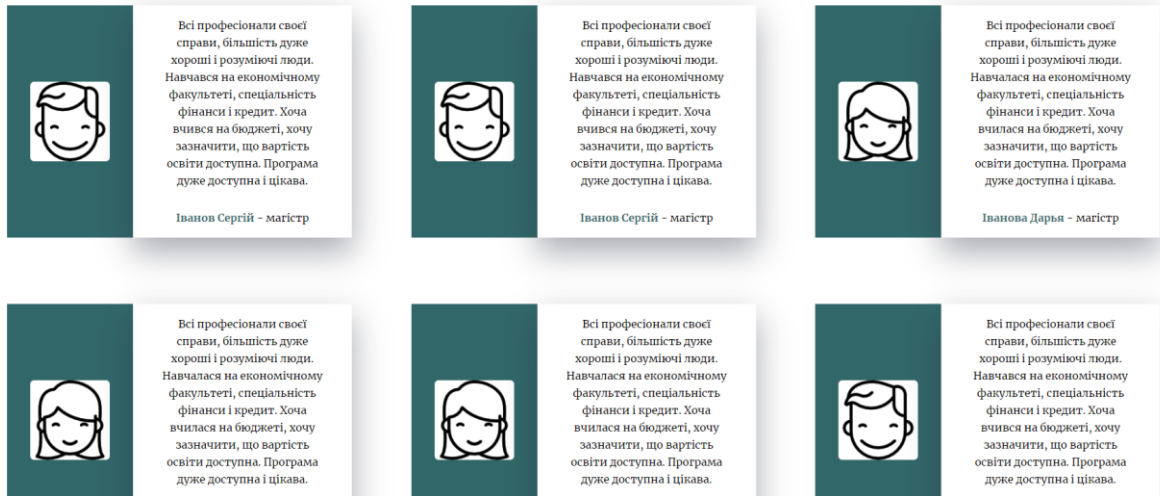 Всі професіонали своєї
справи, більшість дуже
хороші і розуміючі люди.
Навчався на економічному
факультеті, спеціальність
фінанси і кредит. Хоча
вчився на бюджеті, хочу
зазначити, що вартість
освіти доступна. Програма
дуже доступна і цікава.
Іванов Сергій - магістр
Всі професіонали своєї
справи, більшість дуже
хороші і розуміючі люди.
Навчався на економічному
факультеті, спеціальність
фінанси і кредит. Хоча
вчився на бюджеті, хочу
зазначити, що вартість
освіти доступна. Програма
дуже доступна і цікава.
Іванов Сергій - магістр
Всі професіонали своєї
справи, більшість дуже
хороші і розуміючі люди.
Навчалася на економічному
факультеті, спеціальність
фінанси і кредит. Хоча
вчилася на бюджеті, хочу
зазначити, що вартість
освіти доступна. Програма
дуже доступна і цікава.
Іванова Дарья - магістр
Всі професіонали своєї
справи, більшість дуже
хороші і розуміючі люди.
Навчалася на економічному
факультеті, спеціальність
фінанси і кредит. Хоча
вчилася на бюджеті, хочу
зазначити, що вартість
освіти доступна. Програма
дуже доступна і цікава.
Всі професіонали своєї
справи, більшість дуже
хороші і розуміючі люди.
Навчалася на економічному
факультеті, спеціальність
фінанси і кредит. Хоча
вчилася на бюджеті, хочу
зазначити, що вартість
освіти доступна. Програма
дуже доступна і цікава.
Всі професіонали своєї
справи, більшість дуже
хороші і розуміючі люди.
Навчався на економічному
факультеті, спеціальність
фінанси і кредит. Хоча
вчився на бюджеті, хочу
зазначити, що вартість
освіти доступна. Програма
дуже доступна і цікава.